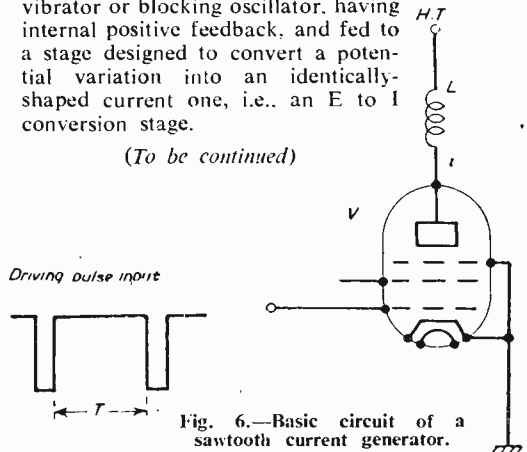 vibrator or blocking oscillator, having
internal positive feedback, and fed to
a stage designed to convert a poten-
tial variation into an identically-
shaped current one, i.e.. an E to I
conversion stage.
(To be continued)
H.T
L
i
V
Driving pulse input
T
Fig. 6.—Basic circuit of a
sawtooth current generator.